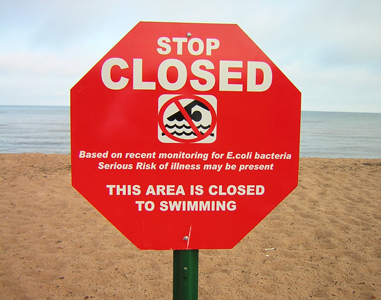 STOP
CLOSED
Based on recent monitoring for E.coli bacteria
Serious Risk of illness may be present
THIS AREA IS CLOSED
TO SWIMMING